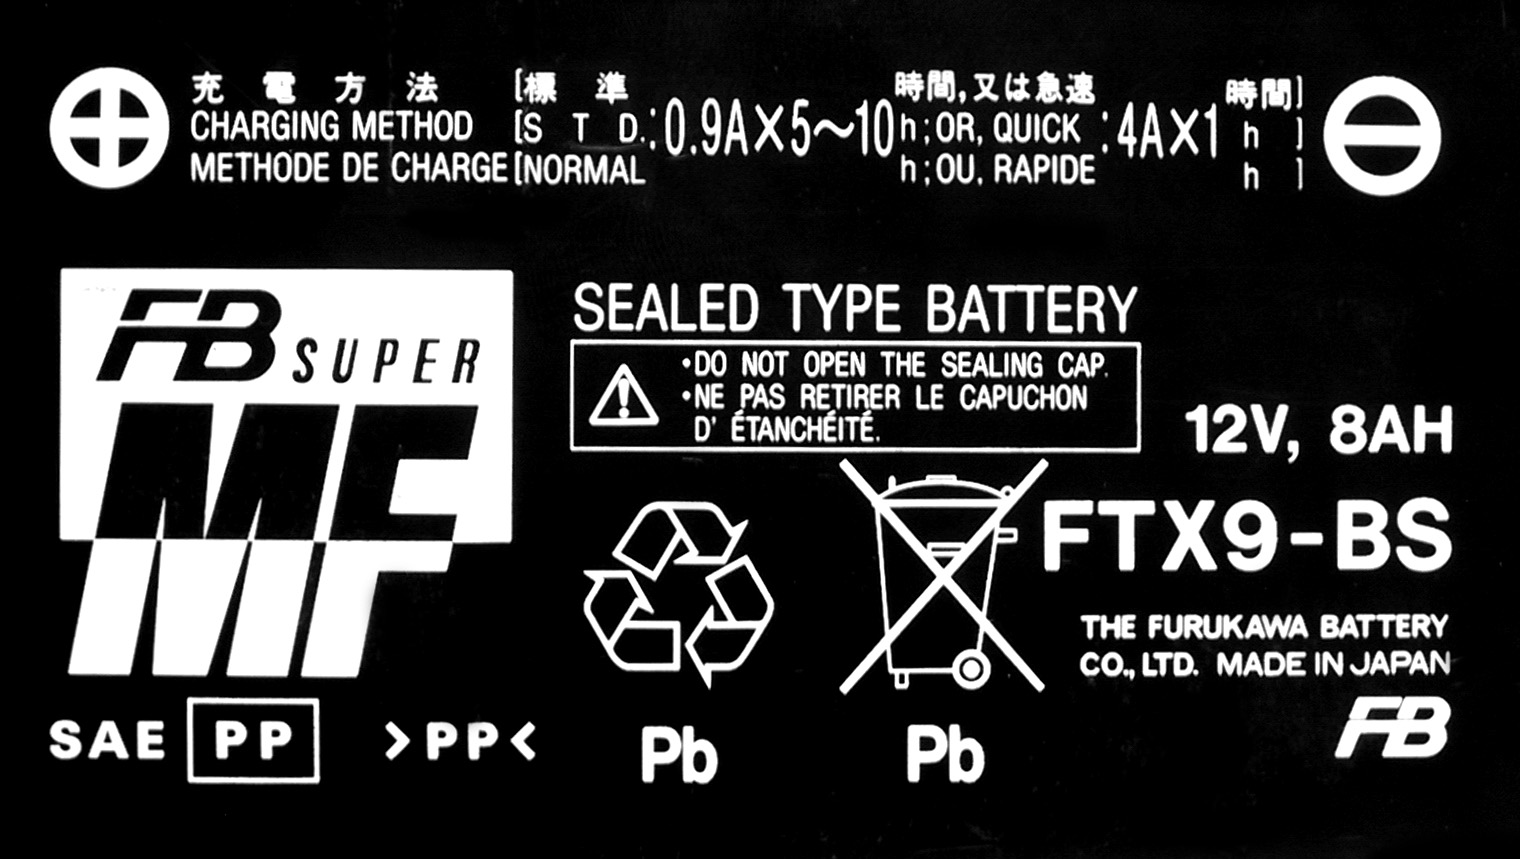 充電方法 [標準 :0.9A×5~10 時間,又は急速 :4A×1 時間]
CHARGING METHOD [S T D. h;OR, QUICK h ]
METHODE DE CHARGE [NORMAL h;OU, RAPIDE h ]
FB SUPER
MF
SEALED TYPE BATTERY
•DO NOT OPEN THE SEALING CAP.
•NE PAS RETIRER LE CAPUCHON
D' ÉTANCHÉITÉ.
12V, 8AH
FTX9-BS
THE FURUKAWA BATTERY
CO., LTD. MADE IN JAPAN
FB
SAE PP >PP<
Pb
Pb